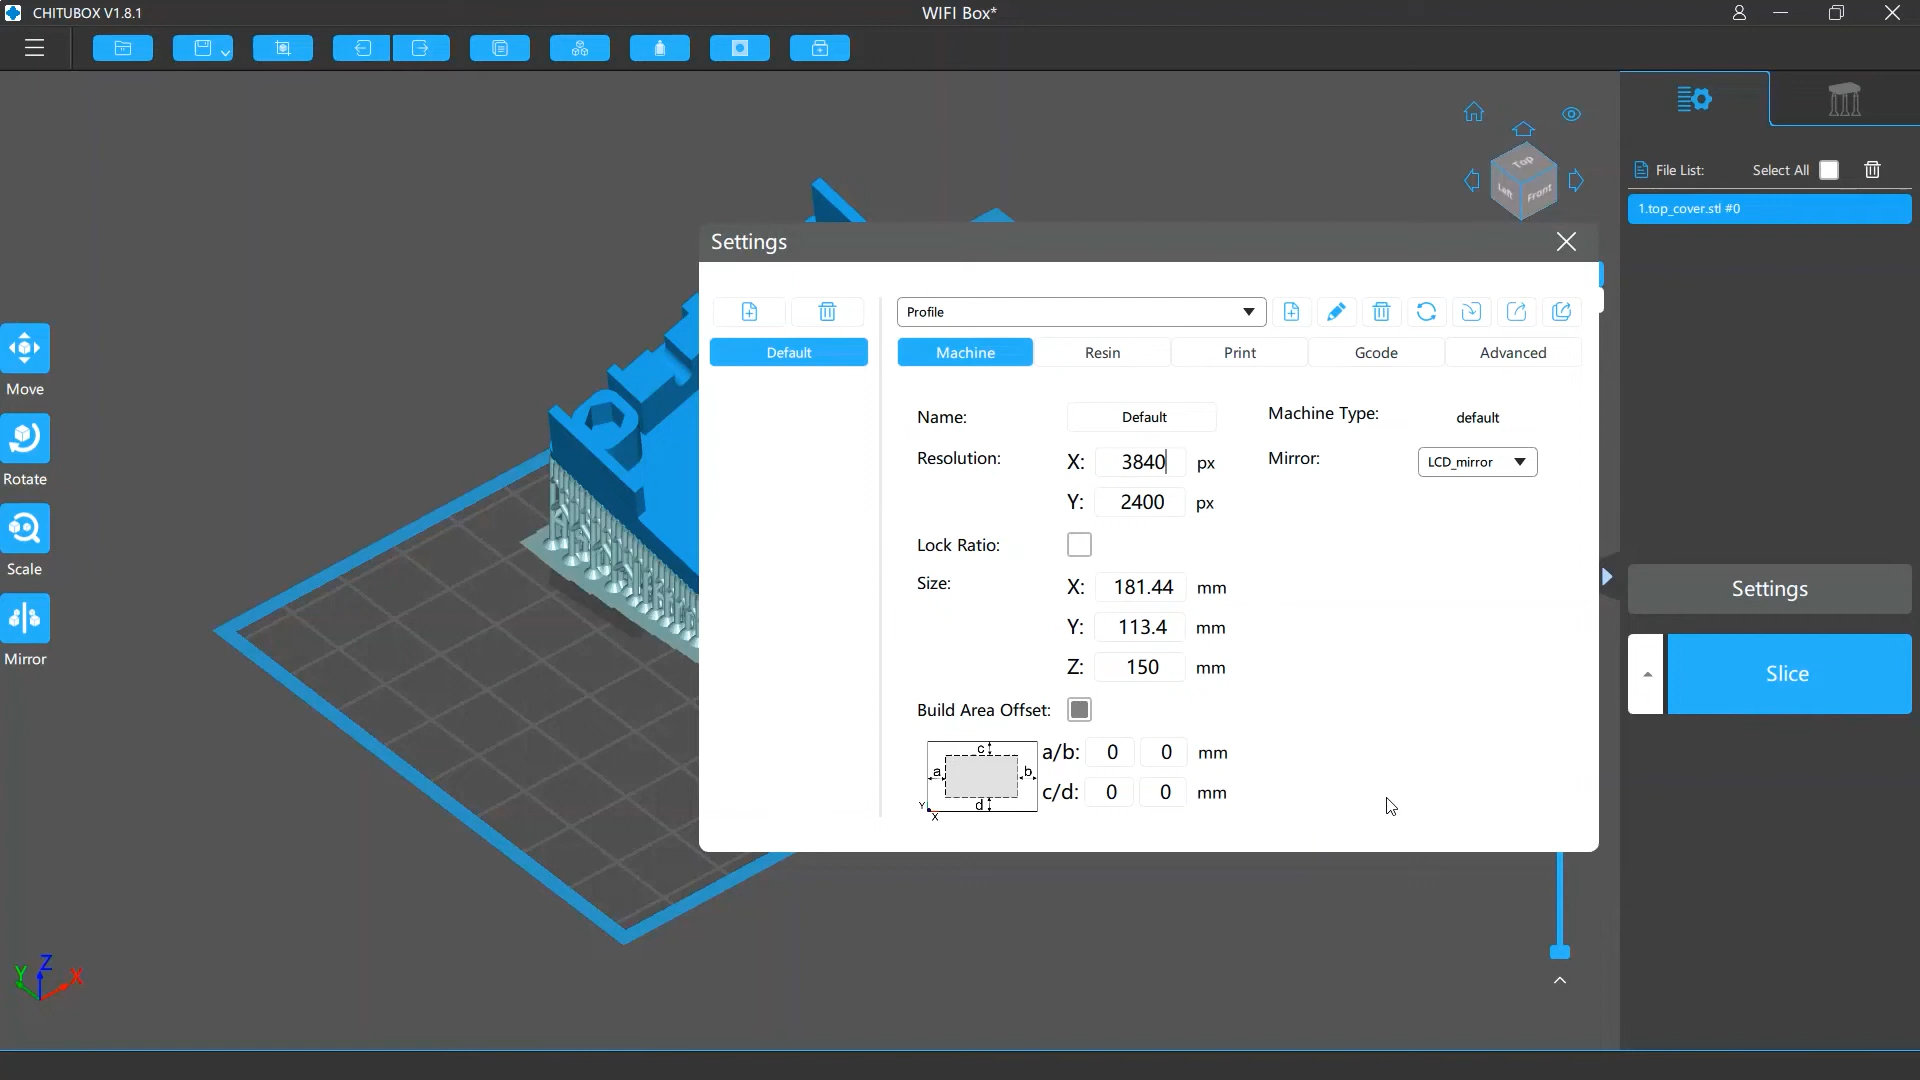 CHITUBOX V1.8.1
WIFI Box*
Top
Left
Front
File List:
Select All
1.top_cover.stl #0
Move
Rotate
Scale
Mirror
Settings
Profile
Default
Machine
Resin
Print
Gcode
Advanced
Name:
Default
Machine Type:
default
Resolution:
X:
3840
px
Mirror:
LCD_mirror
Y:
2400
px
Lock Ratio:
Size:
X:
181.44
mm
Y:
113.4
mm
Z:
150
mm
Build Area Offset:
c
a
b
d
Y
X
a/b:
0
0
mm
c/d:
0
0
mm
Settings
Slice
Y
Z
X